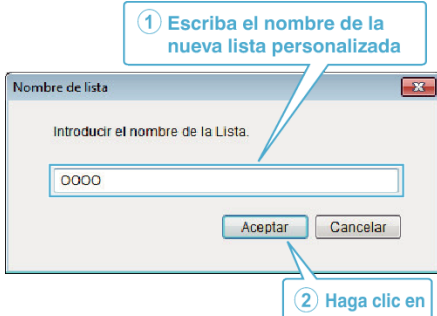 1 Escriba el nombre de la
nueva lista personalizada
Nombre de lista
Introducir el nombre de la Lista.
OOOO
Aceptar Cancelar
2 Haga clic en